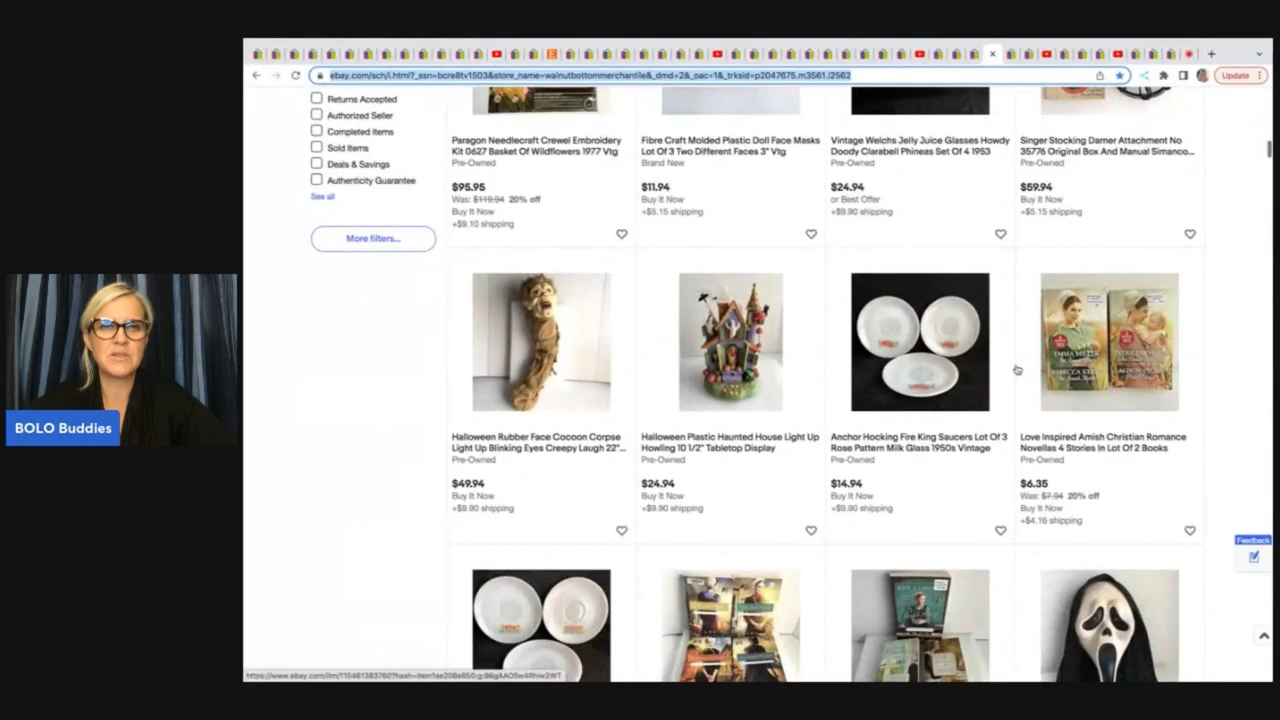 Update
ebay.com/sch/i.html?_ssn=bcre8tv1503&store_name=walnutbottommerchantile&_dmd=2&_oac=1&_trksid=p2047675.m3561.l2562
Returns Accepted
Authorized Seller
Completed Items
Sold Items
Deals & Savings
Authenticity Guarantee
See all
More filters...
Paragon Needlecraft Crewel Embroidery
Kit 0627 Basket Of Wildflowers 1977 Vtg
Pre-Owned
$95.95
Was: $119.94 20% off
Buy It Now
+$9.10 shipping
Fibre Craft Molded Plastic Doll Face Masks
Lot Of 3 Two Different Faces 3" Vtg
Brand New
$11.94
Buy It Now
+$5.15 shipping
Vintage Welchs Jelly Juice Glasses Howdy
Doody Clarabell Phineas Set Of 4 1953
Pre-Owned
$24.94
or Best Offer
+$9.90 shipping
Singer Stocking Darner Attachment No
35776 Original Box And Manual Simanco...
Pre-Owned
$59.94
Buy It Now
+$5.15 shipping
Halloween Rubber Face Cocoon Corpse
Light Up Blinking Eyes Creepy Laugh 22"...
Pre-Owned
$49.94
Buy It Now
+$9.90 shipping
Halloween Plastic Haunted House Light Up
Howling 10 1/2" Tabletop Display
Pre-Owned
$24.94
Buy It Now
+$9.90 shipping
Anchor Hocking Fire King Saucers Lot Of 3
Rose Pattern Milk Glass 1950s Vintage
Pre-Owned
$14.94
Buy It Now
+$9.90 shipping
EMMA MILLER
Love Inspired Amish Christian Romance
Novellas 4 Stories In Lot Of 2 Books
Pre-Owned
$6.35
Was: $7.94 20% off
Buy It Now
+$4.16 shipping
Feedback
BOLO Buddies